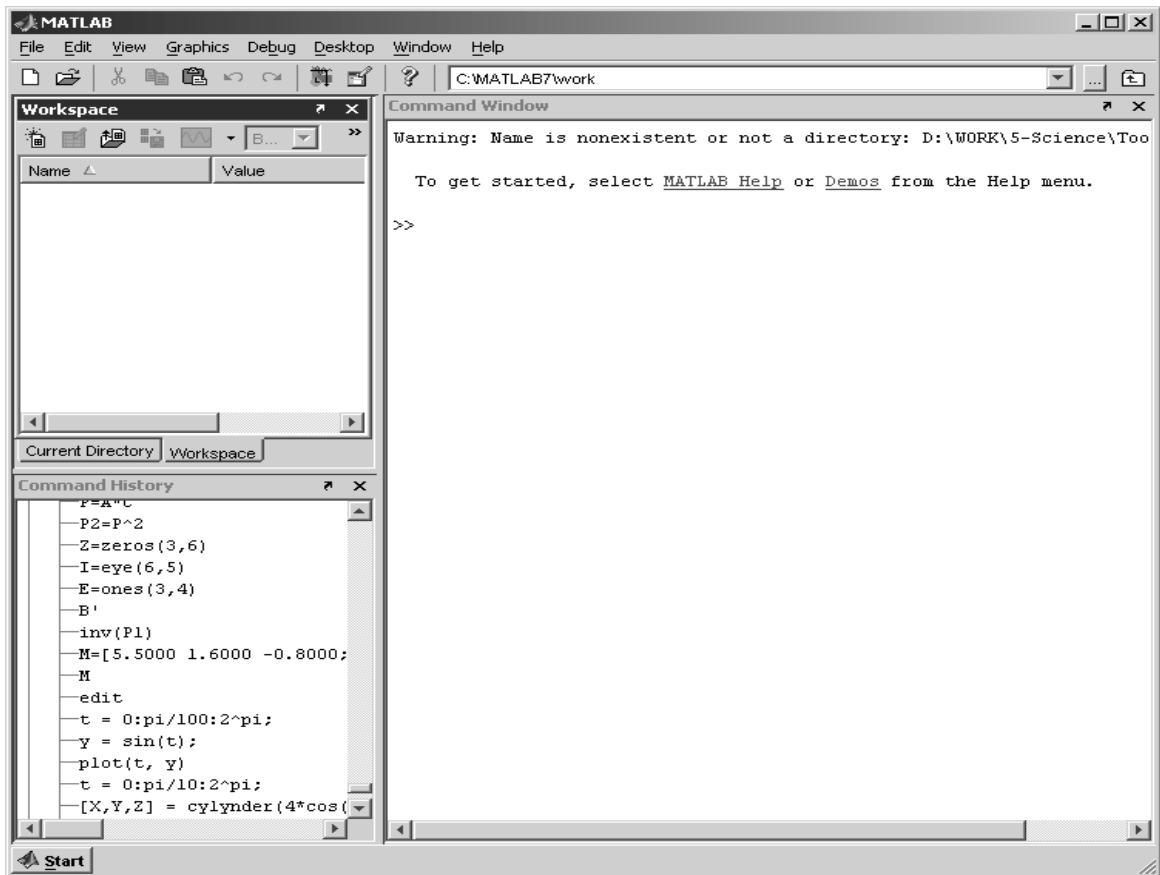 MATLAB
File Edit View Graphics Debug Desktop Window Help
C:\MATLAB7\work
...
Workspace
B...
Name Value
Current Directory Workspace
Command History
P2=P^2
Z=zeros(3,6)
I=eye(6,5)
E=ones(3,4)
B'
inv(P1)
M=[5.5000 1.6000 -0.8000;
M
edit
t = 0:pi/100:2^pi;
y = sin(t);
plot(t, y)
t = 0:pi/10:2^pi;
[X,Y,Z] = cylynder(4*cos(
Command Window
Warning: Name is nonexistent or not a directory: D:\WORK\5-Science\Too
To get started, select MATLAB Help or Demos from the Help menu.
>>
Start